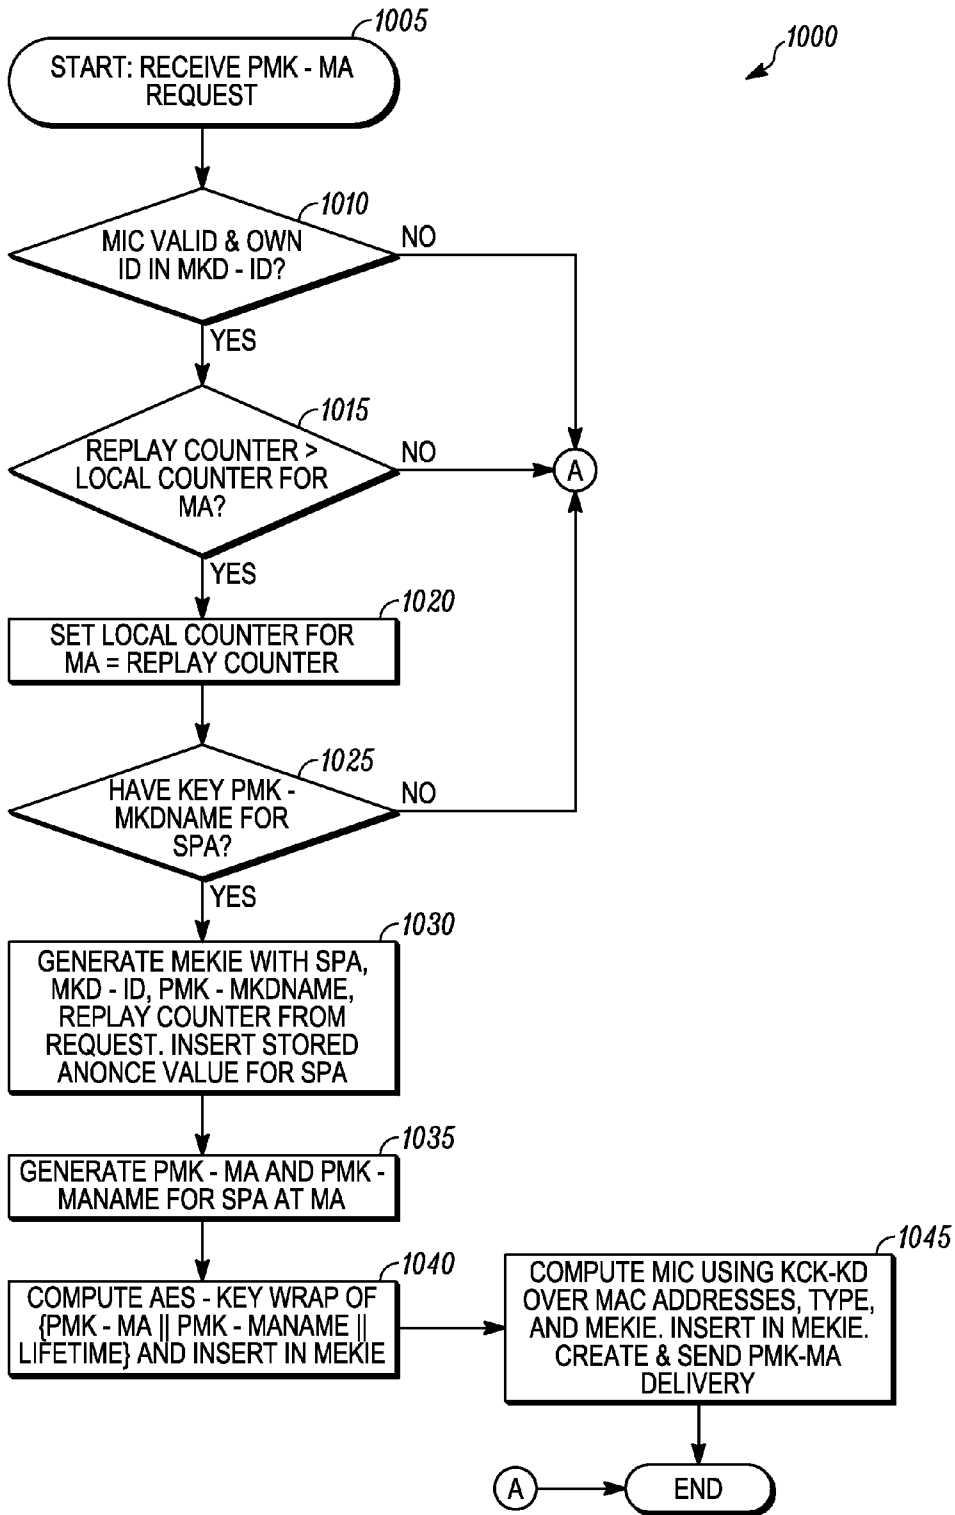 1005
1000
START: RECEIVE PMK - MA
REQUEST
1010
MIC VALID & OWN
ID IN MKD - ID?
NO
YES
1015
REPLAY COUNTER >
LOCAL COUNTER FOR
MA?
NO
A
YES
1020
SET LOCAL COUNTER FOR
MA = REPLAY COUNTER
1025
HAVE KEY PMK -
MKDNAME FOR
SPA?
NO
YES
1030
GENERATE MEKIE WITH SPA,
MKD - ID, PMK - MKDNAME,
REPLAY COUNTER FROM
REQUEST. INSERT STORED
ANONCE VALUE FOR SPA
1035
GENERATE PMK - MA AND PMK -
MANAME FOR SPA AT MA
1040
COMPUTE AES - KEY WRAP OF
{PMK - MA || PMK - MANAME ||
LIFETIME} AND INSERT IN MEKIE
1045
COMPUTE MIC USING KCK-KD
OVER MAC ADDRESSES, TYPE,
AND MEKIE. INSERT IN MEKIE.
CREATE & SEND PMK-MA
DELIVERY
A
END